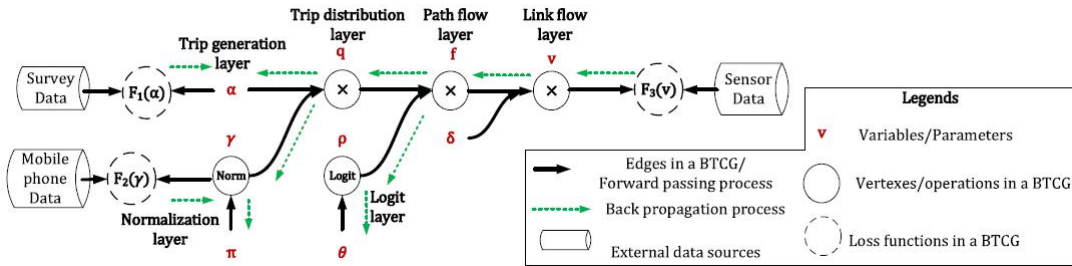 Trip distribution
layer
Path flow
layer
Link flow
layer
Trip generation
layer
q
f
v
Survey
Data
F₁(α)
α
×
×
×
F₃(v)
Sensor
Data
γ
ρ
δ
Mobile
phone
Data
F₂(γ)
Norm
Logit
Logit
layer
Normalization
layer
π
θ
Legends
v
Variables/Parameters
Edges in a BTCG/
Forward passing process
Vertexes/operations in a BTCG
Back propagation process
External data sources
Loss functions in a BTCG